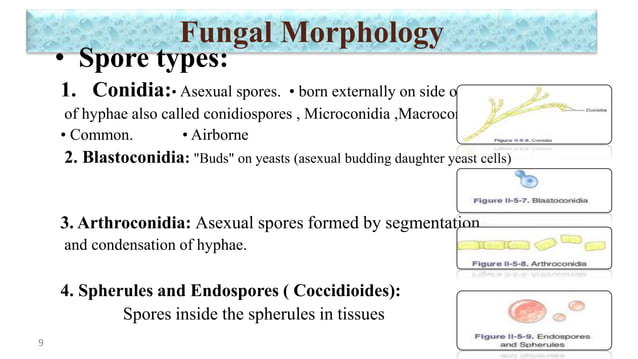 Fungal Morphology
• Spore types:
1. Conidia:• Asexual spores. • born externally on side o
of hyphae also called conidiospores , Microconidia ,Macrocon
• Common. • Airborne
Conidia
Figure II-5-6. Conidia
2. Blastoconidia: "Buds" on yeasts (asexual budding daughter yeast cells)
Figure II-5-7. Blastoconidia
3. Arthroconidia: Asexual spores formed by segmentation
and condensation of hyphae.
Figure II-5-8. Arthroconidia
4. Spherules and Endospores ( Coccidioides):
Spores inside the spherules in tissues
Figure II-5-9. Endospores
and Spherules
9